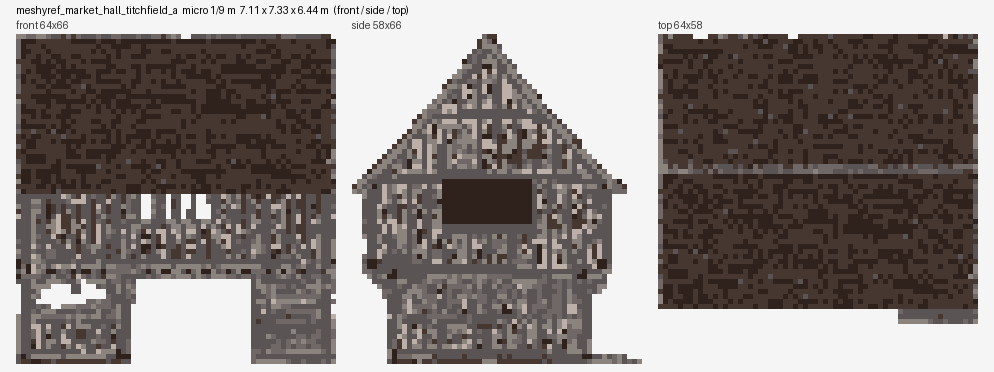 meshyref_market_hall_titchfield_a micro 1/9 m 7.11 x 7.33 x 6.44 m (front / side / top)
front 64x66
side 58x66
top 64x58